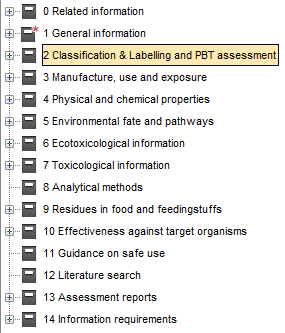 0 Related information
1 General information
2 Classification & Labelling and PBT assessment
3 Manufacture, use and exposure
4 Physical and chemical properties
5 Environmental fate and pathways
6 Ecotoxicological information
7 Toxicological information
8 Analytical methods
9 Residues in food and feedingstuffs
10 Effectiveness against target organisms
11 Guidance on safe use
12 Literature search
13 Assessment reports
14 Information requirements